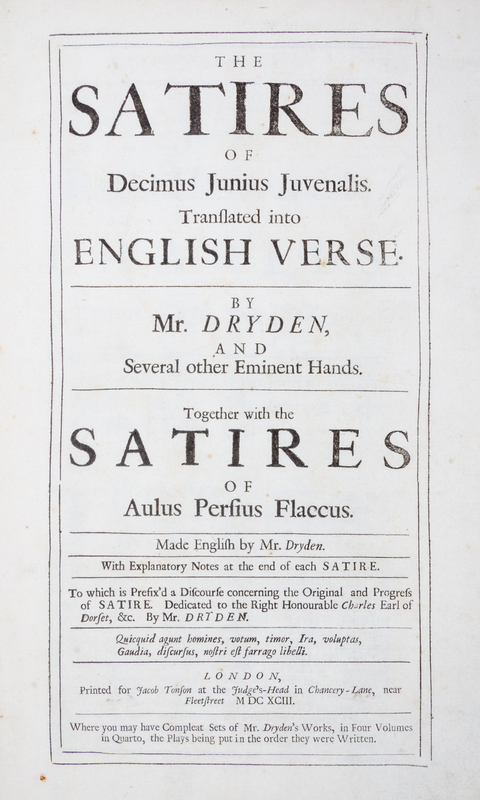 THE
SATIRES
OF
Decimus Junius Juvenalis.
Tranſlated into
ENGLISH VERSE.
BY
Mr. DRYDEN,
AND
Several other Eminent Hands.
Together with the
SATIRES
OF
Aulus Perſius Flaccus.
Made Engliſh by Mr. Dryden.
With Explanatory Notes at the end of each SATIRE.
To which is Prefix'd a Diſcourſe concerning the Original and Progreſs
of SATIRE. Dedicated to the Right Honourable Charles Earl of
Dorſet, &c. By Mr. DRYDEN.
Quicquid agunt homines, votum, timor, Ira, voluptas,
Gaudia, diſcurſus, noſtri eſt farrago libelli.
LONDON,
Printed for Jacob Tonſon at the Judge's-Head in Chancery-Lane, near
Fleetſtreet MDCXCIII.
Where you may have Compleat Sets of Mr. Dryden's Works, in Four Volumes
in Quarto, the Plays being put in the order they were Written.